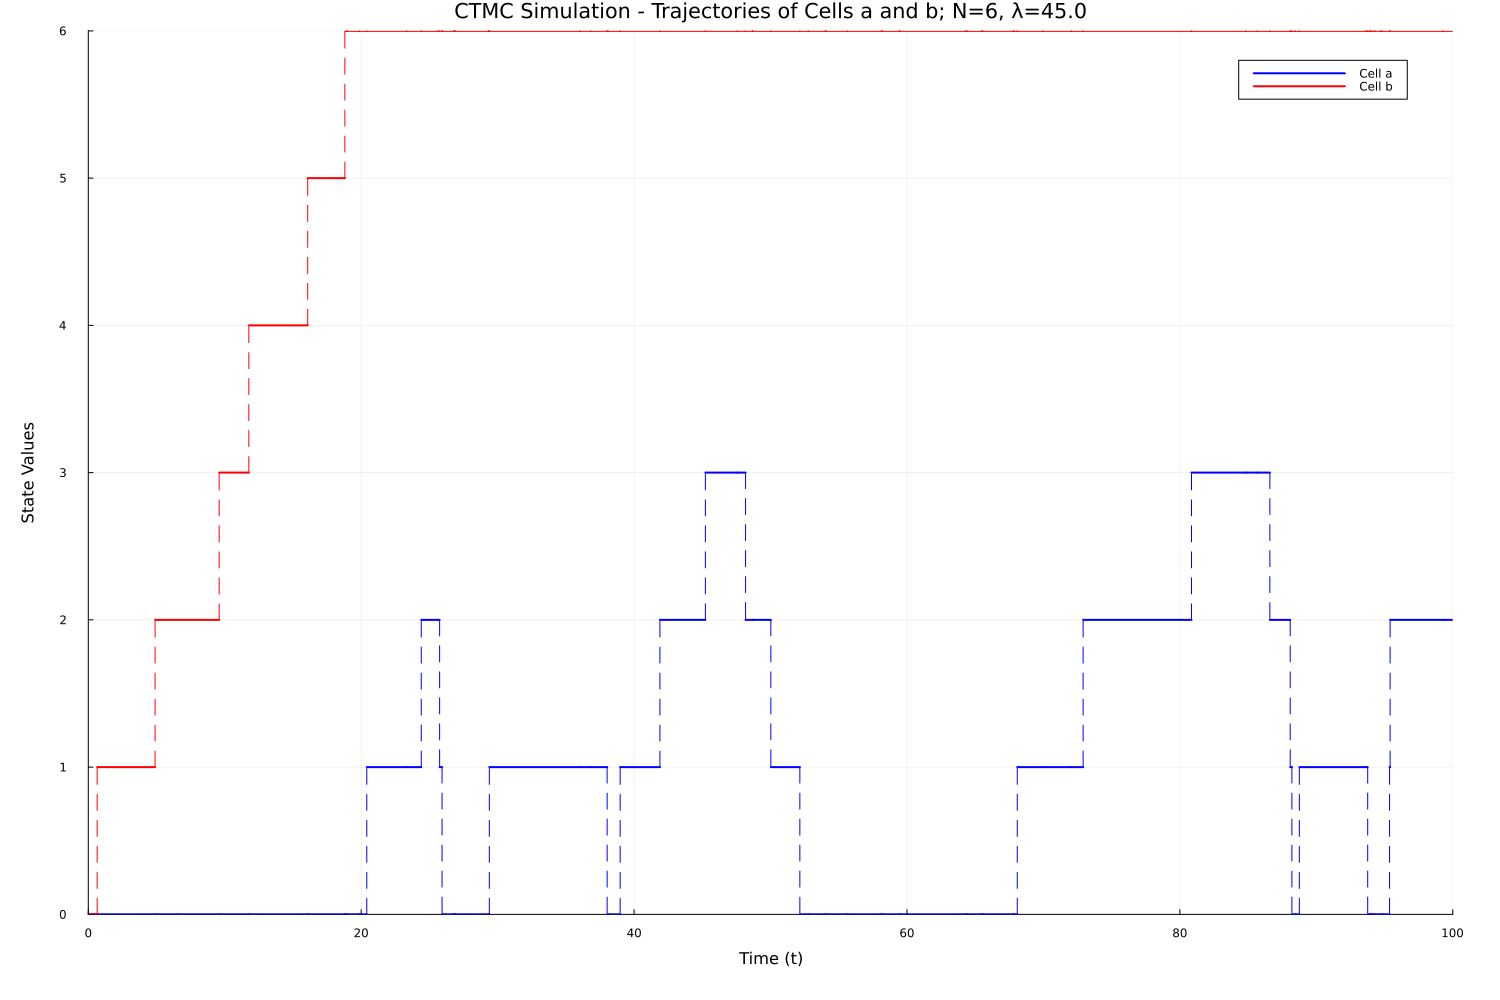 CTMC Simulation - Trajectories of Cells a and b; N=6, λ=45.0
6
5
4
3
2
1
0
State Values
Cell a
Cell b
0 20 40 60 80 100
Time (t)